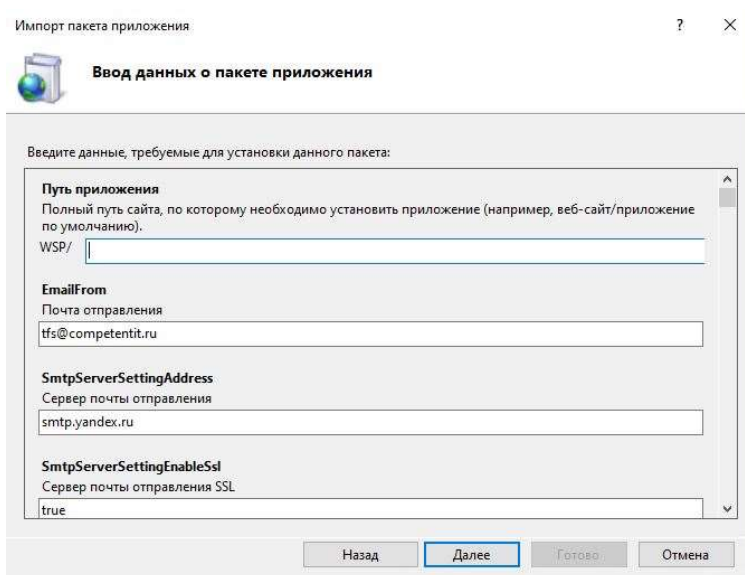 Импорт пакета приложения
?
Ввод данных о пакете приложения
Введите данные, требуемые для установки данного пакета:
Путь приложения
Полный путь сайта, по которому необходимо установить приложение (например, веб-сайт/приложение
по умолчанию).
WSP/
EmailFrom
Почта отправления
tfs@competentit.ru
SmtpServerSettingAddress
Сервер почты отправления
smtp.yandex.ru
SmtpServerSettingEnableSsl
Сервер почты отправления SSL
true
Назад Далее Готово Отмена